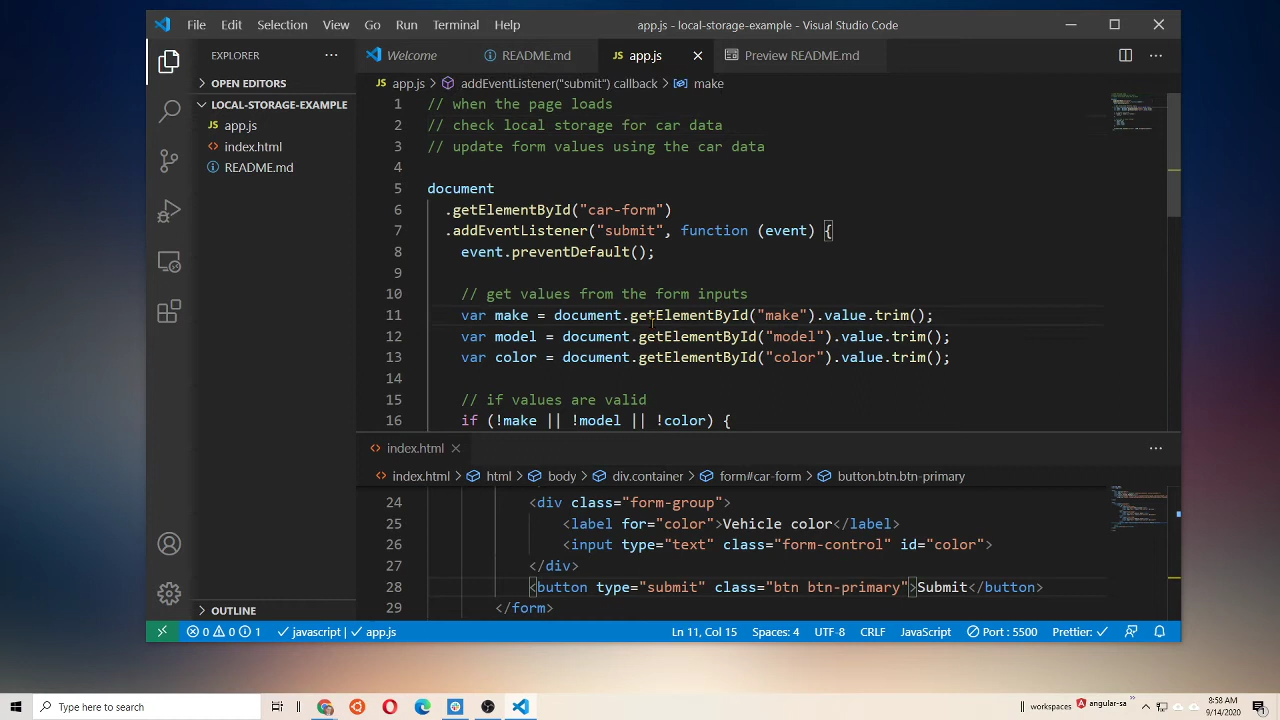 File Edit Selection View Go Run Terminal Help app.js - local-storage-example - Visual Studio Code
EXPLORER
OPEN EDITORS
LOCAL-STORAGE-EXAMPLE
JS app.js
index.html
README.md
OUTLINE
Welcome README.md JS app.js Preview README.md
JS app.js addEventListener("submit") callback make
1 // when the page loads
2 // check local storage for car data
3 // update form values using the car data
4
5 document
6 .getElementById("car-form")
7 .addEventListener("submit", function (event) {
8 event.preventDefault();
9
10 // get values from the form inputs
11 var make = document.getElementById("make").value.trim();
12 var model = document.getElementById("model").value.trim();
13 var color = document.getElementById("color").value.trim();
14
15 // if values are valid
16 if (!make || !model || !color) {
index.html
index.html html body div.container form#car-form button.btn.btn-primary
24 <div class="form-group">
25 <label for="color">Vehicle color</label>
26 <input type="text" class="form-control" id="color">
27 </div>
28 <button type="submit" class="btn btn-primary">Submit</button>
29 </form>
0 0 1 javascript | app.js Ln 11, Col 15 Spaces: 4 UTF-8 CRLF JavaScript Port : 5500 Prettier:
Type here to search workspaces angular-sa 8:58 AM
9/14/2020 1